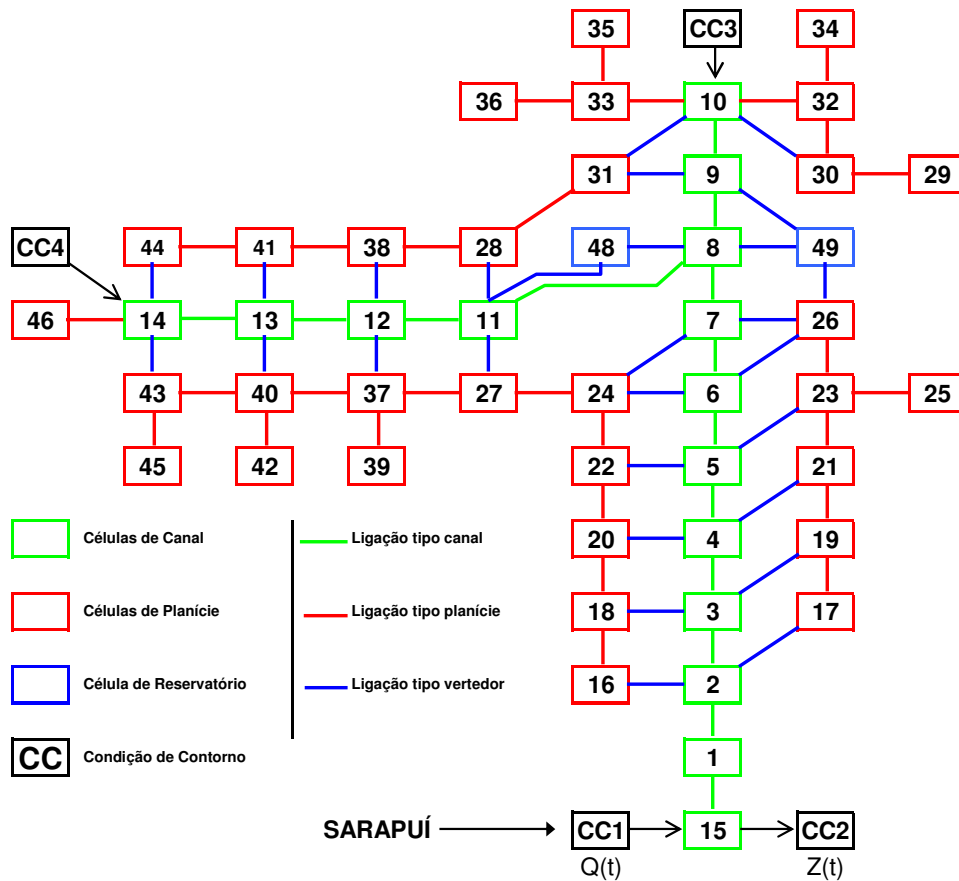 35 CC3 34
36 33 10 32
31 9 30 29
CC4 44 41 38 28 48 8 49
46 14 13 12 11 7 26
43 40 37 27 24 6 23 25
45 42 39 22 5 21
Células de Canal Ligação tipo canal 20 4 19
Células de Planície Ligação tipo planície 18 3 17
Célula de Reservatório Ligação tipo vertedor 16 2
CC Condição de Contorno 1
SARAPUÍ CC1 15 CC2
Q(t) Z(t)